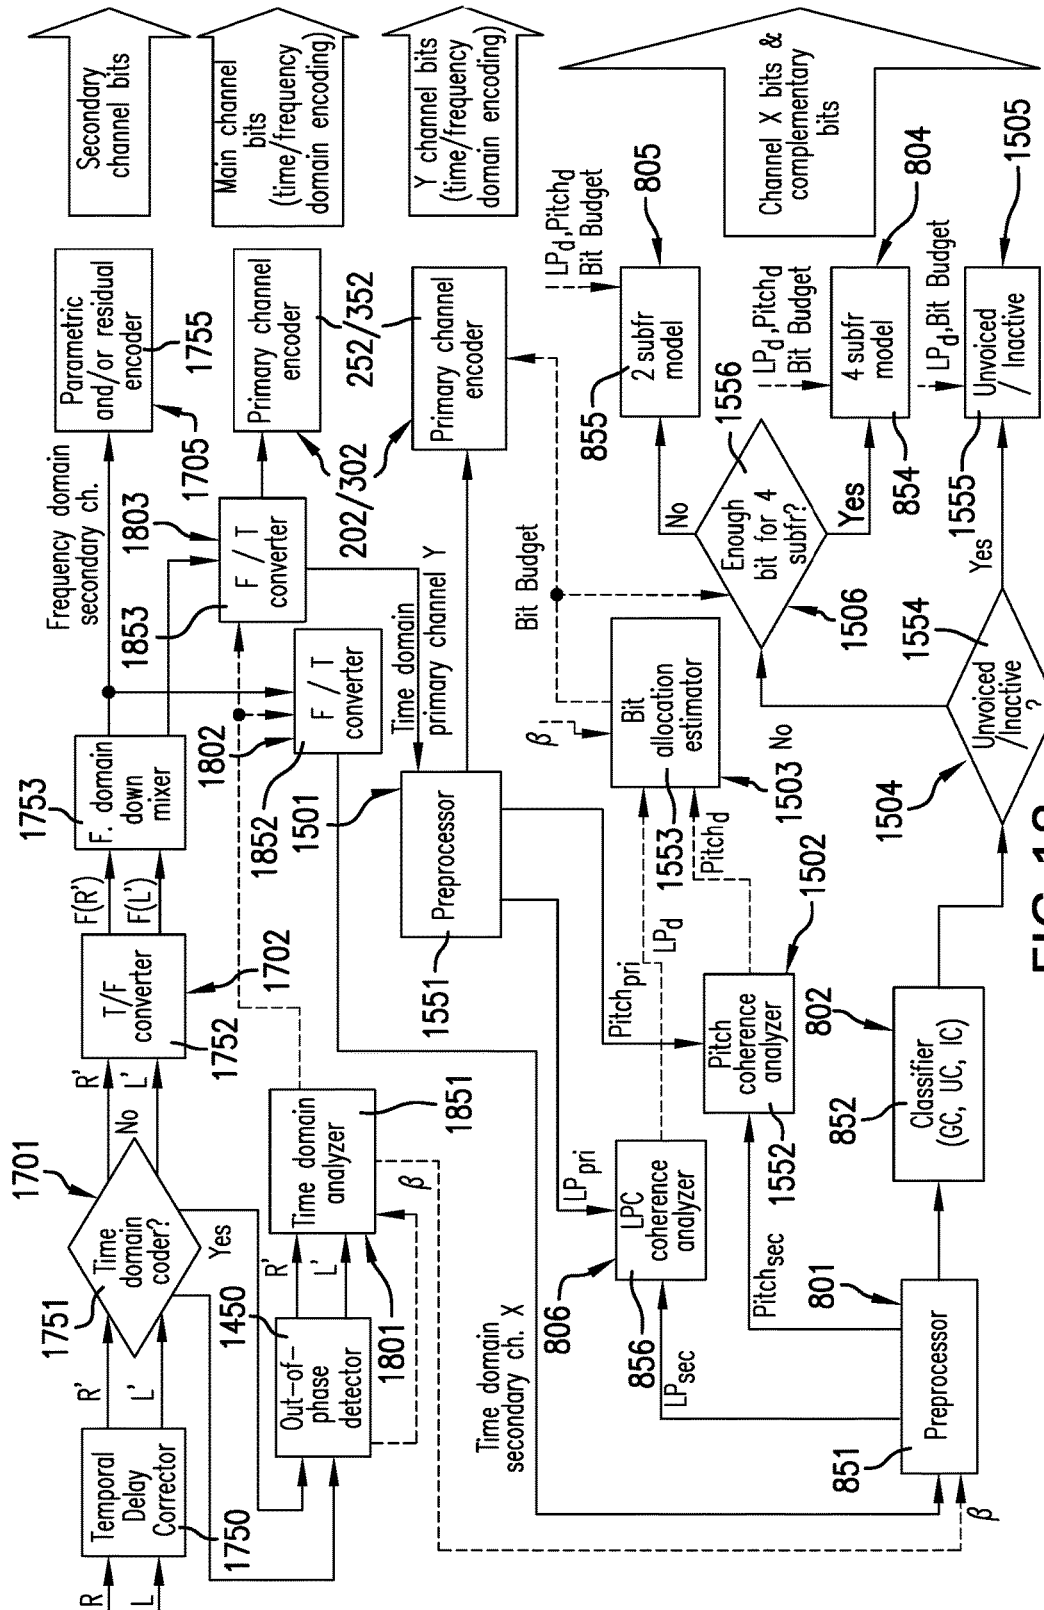 R
L
Temporal
Delay
Corrector
1750
R'
L'
1751
Time
domain
coder?
1701
Yes
No
R'
L'
T/F
converter
1752
1702
F(R')
F(L')
1753
F. domain
down
mixer
Frequency domain
secondary ch.
1705
Parametric
and/or residual
encoder
1755
Secondary
channel bits
1450
Out-of-
phase
detector
R'
L'
1801
Time domain
analyzer
1851
β
1802
F / T
converter
1852
1853
F / T
converter
1803
Time domain
primary channel Y
202/302
Primary channel
encoder
252/352
Primary channel
encoder
Main channel
bits
(time/frequency
domain encoding)
Y channel bits
(time/frequency
domain encoding)
1501
Preprocessor
1551
Time domain
secondary ch. X
LPpri
Pitchpri
806
LPC
coherence
analyzer
856
LPsec
LPd
Pitchsec
Pitch
coherence
analyzer
1552
1502
Pitchd
β
Bit
allocation
estimator
1553
1503
Bit Budget
851
Preprocessor
801
β
852
Classifier
(GC, UC, IC)
802
1504
Unvoiced
/Inactive
?
1554
No
Yes
Enough
bit for 4
subfr?
1556
1506
No
Yes
LPd,Pitchd
Bit Budget
855
2 subfr
model
805
LPd,Pitchd
Bit Budget
854
4 subfr
model
804
LPd,Bit Budget
1555
Unvoiced
/ Inactive
1505
Channel X bits &
complementary
bits